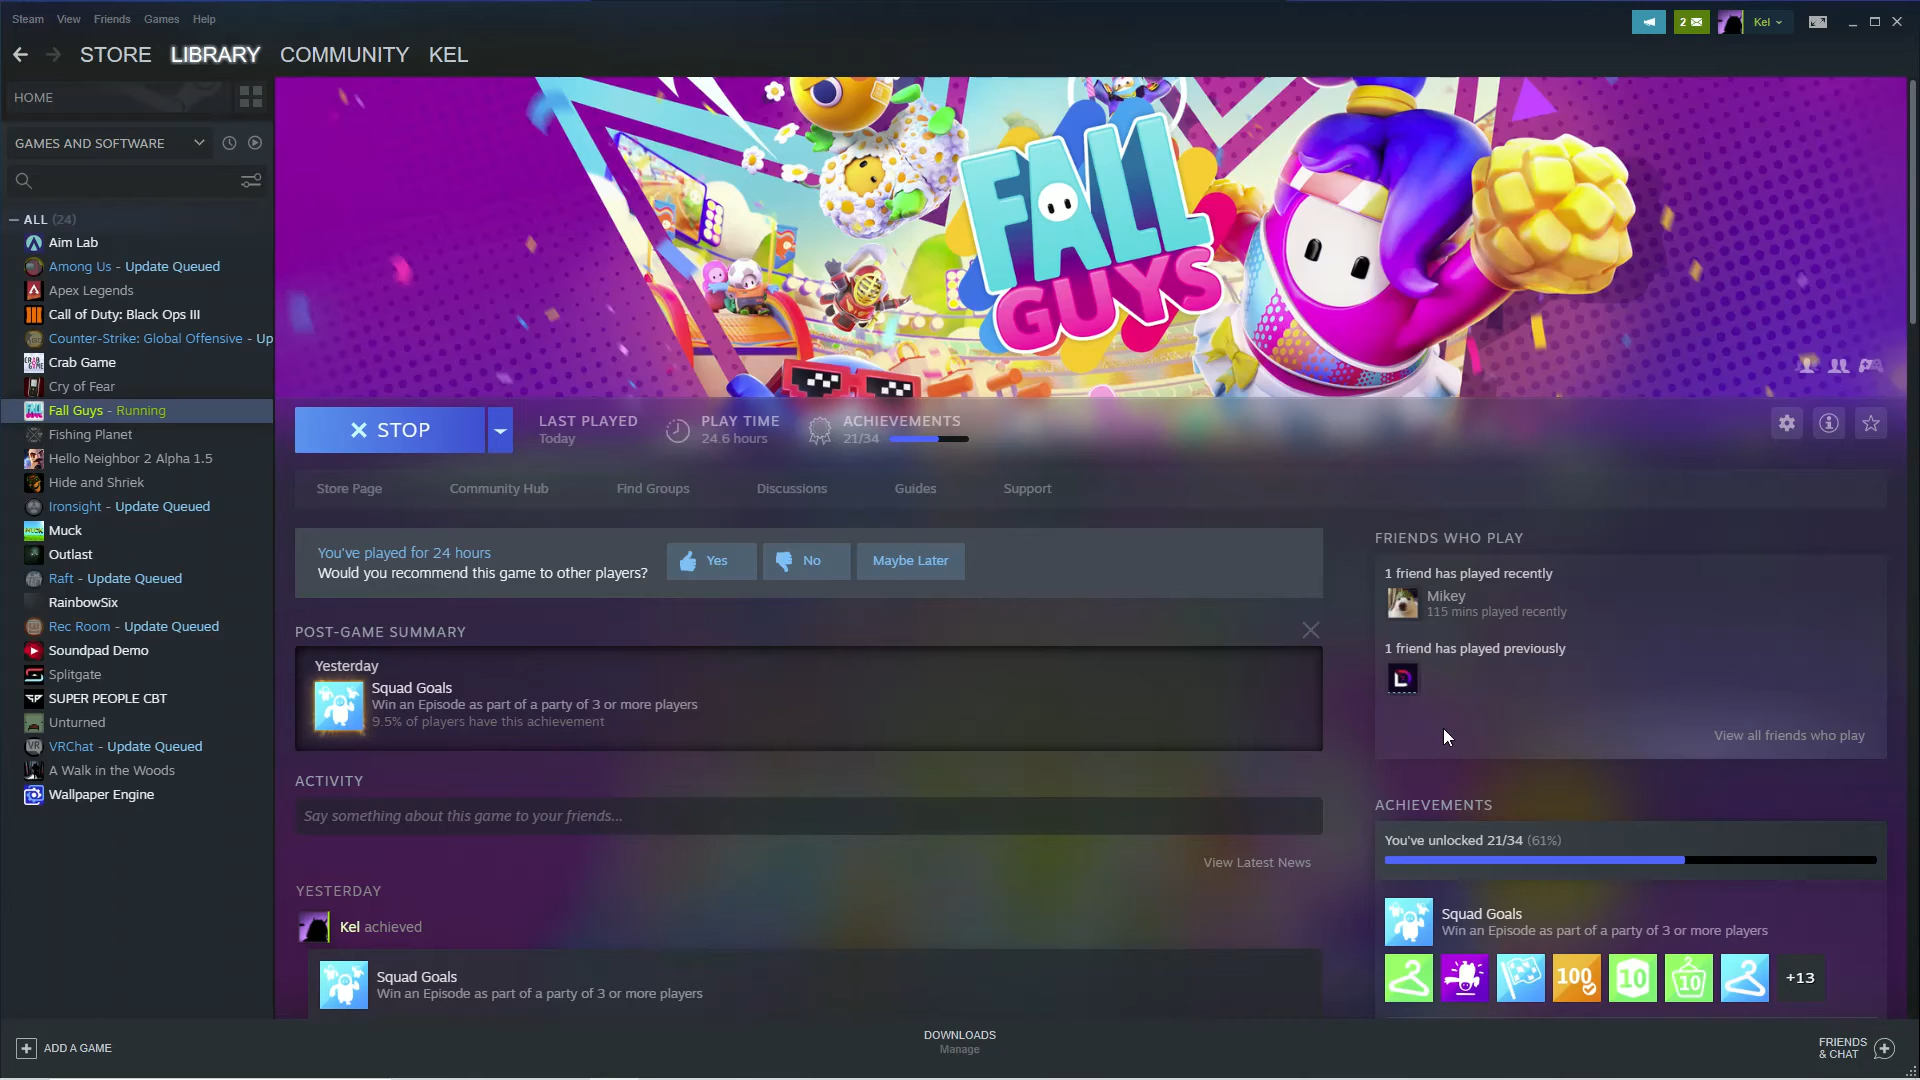 Steam View Friends Games Help
2
Kel
STORE LIBRARY COMMUNITY KEL
HOME
GAMES AND SOFTWARE
ALL (24)
Aim Lab
Among Us - Update Queued
Apex Legends
Call of Duty: Black Ops III
Counter-Strike: Global Offensive - Up
Crab Game
Cry of Fear
Fall Guys - Running
Fishing Planet
Hello Neighbor 2 Alpha 1.5
Hide and Shriek
Ironsight - Update Queued
Muck
Outlast
Raft - Update Queued
RainbowSix
Rec Room - Update Queued
Soundpad Demo
Splitgate
SUPER PEOPLE CBT
Unturned
VRChat - Update Queued
A Walk in the Woods
Wallpaper Engine
FALL
GUYS
STOP
LAST PLAYED
Today
PLAY TIME
24.6 hours
ACHIEVEMENTS
21/34
Store Page Community Hub Find Groups Discussions Guides Support
You've played for 24 hours
Would you recommend this game to other players?
Yes
No
Maybe Later
POST-GAME SUMMARY
Yesterday
Squad Goals
Win an Episode as part of a party of 3 or more players
9.5% of players have this achievement
ACTIVITY
Say something about this game to your friends...
View Latest News
YESTERDAY
Kel achieved
Squad Goals
Win an Episode as part of a party of 3 or more players
FRIENDS WHO PLAY
1 friend has played recently
Mikey
115 mins played recently
1 friend has played previously
View all friends who play
ACHIEVEMENTS
You've unlocked 21/34 (61%)
Squad Goals
Win an Episode as part of a party of 3 or more players
100 10 10 +13
ADD A GAME
DOWNLOADS
Manage
FRIENDS
& CHAT